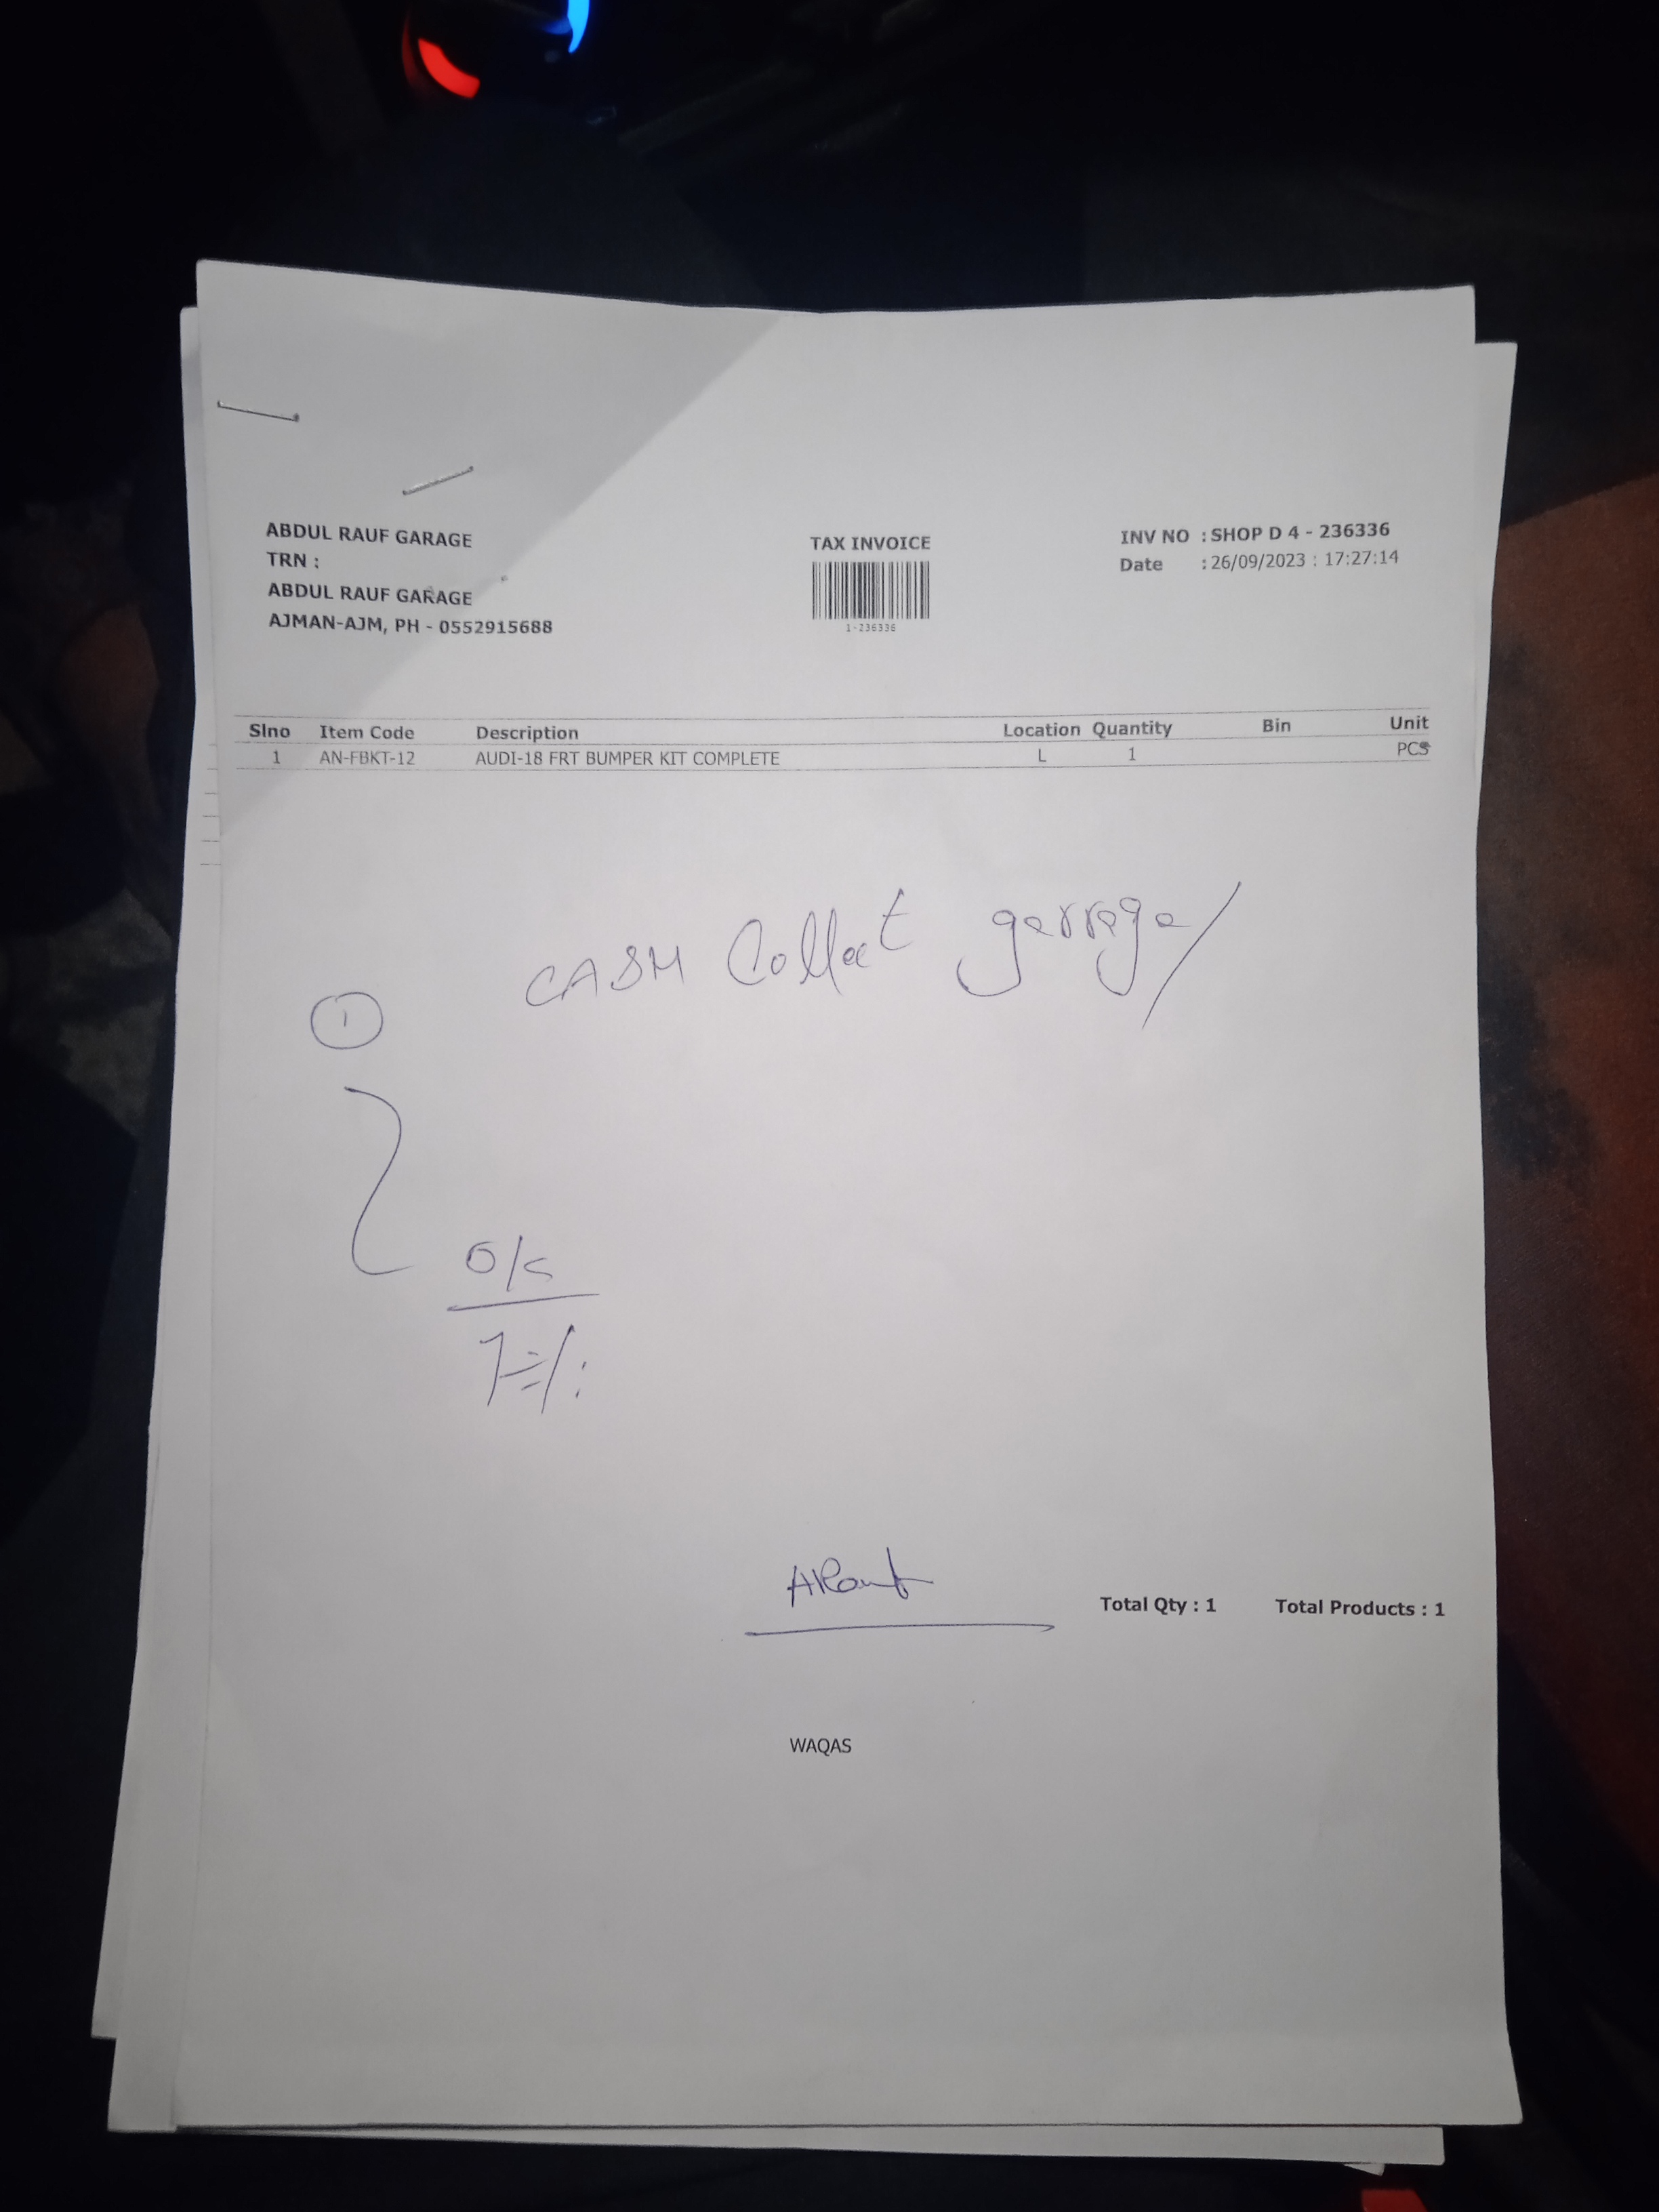 ABDUL RAUF GARAGE
TRN :
ABDUL RAUF GARAGE
AJMAN-AJM, PH - 0552915688
TAX INVOICE
1-236336
INV NO : SHOP D 4 - 236336
Date : 26/09/2023 : 17:27:14
Slno Item Code Description Location Quantity Bin Unit
1 AN-FBKT-12 AUDI-18 FRT BUMPER KIT COMPLETE L 1 PCS
CASH Collect garrage/
1
O/K
ARauf
Total Qty : 1 Total Products : 1
WAQAS